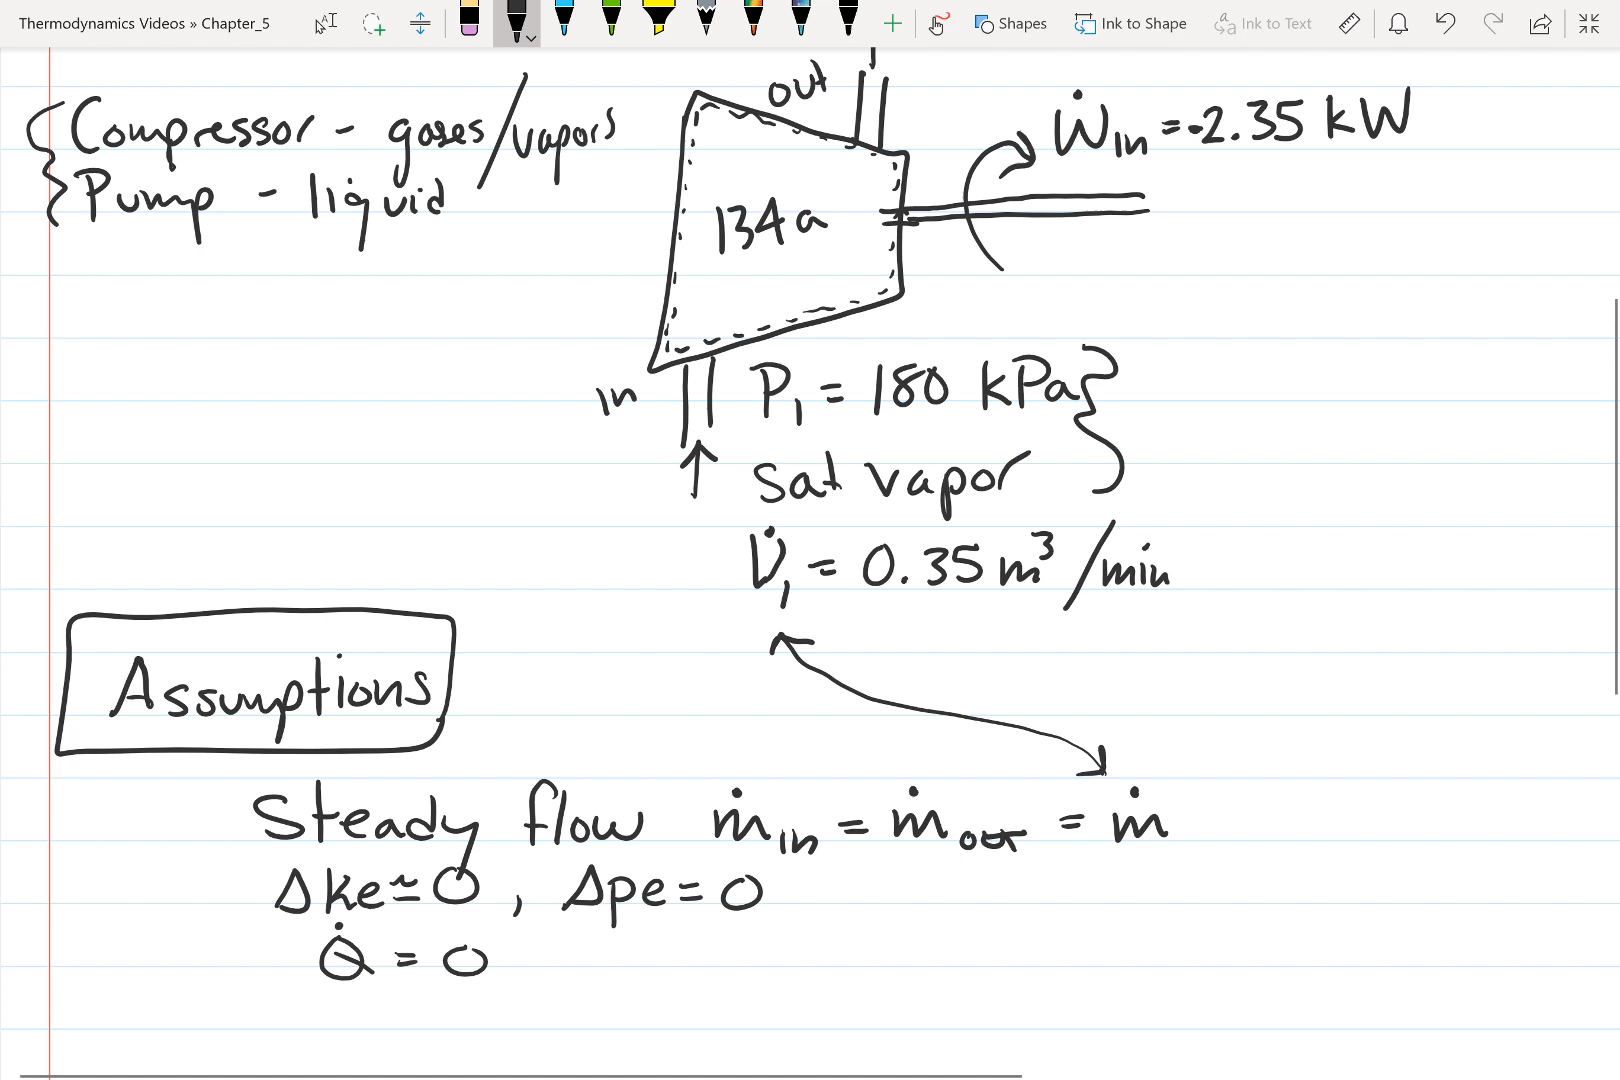 Thermodynamics Videos » Chapter_5
Shapes
Ink to Shape
Ink to Text
Compressor - gases/vapors
Pump - liquid
out
134a
Ẇin = -2.35 kW
in
P₁ = 180 kPa
sat vapor
V̇₁ = 0.35 m³/min
Assumptions
Steady flow ṁin = ṁout = ṁ
Δke ≃ 0 , Δpe = 0
Q̇ = 0